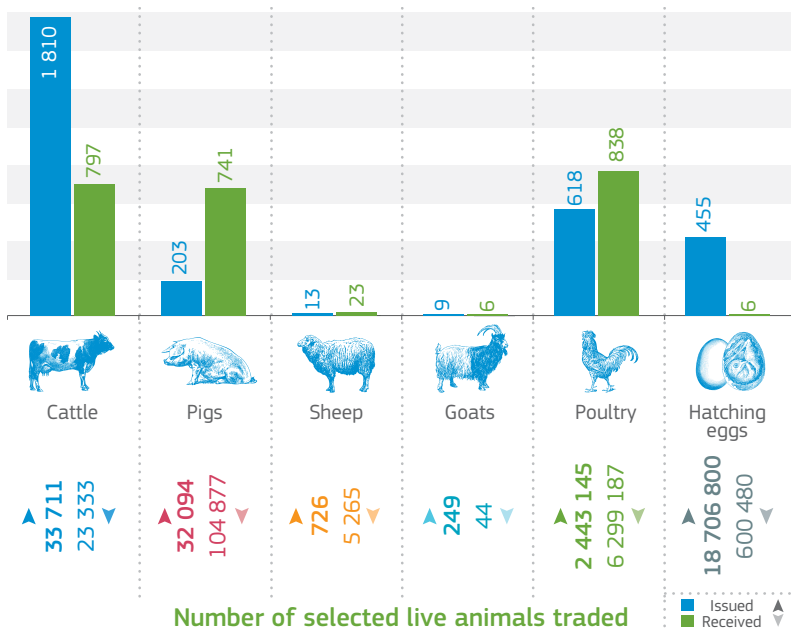 1 810
797
203
741
13
23
9
6
618
838
455
6
Cattle
Pigs
Sheep
Goats
Poultry
Hatching
eggs
33 711
23 333
32 094
104 877
726
5 265
249
44
2 443 145
6 299 187
18 706 800
600 480
Number of selected live animals traded
Issued
Received